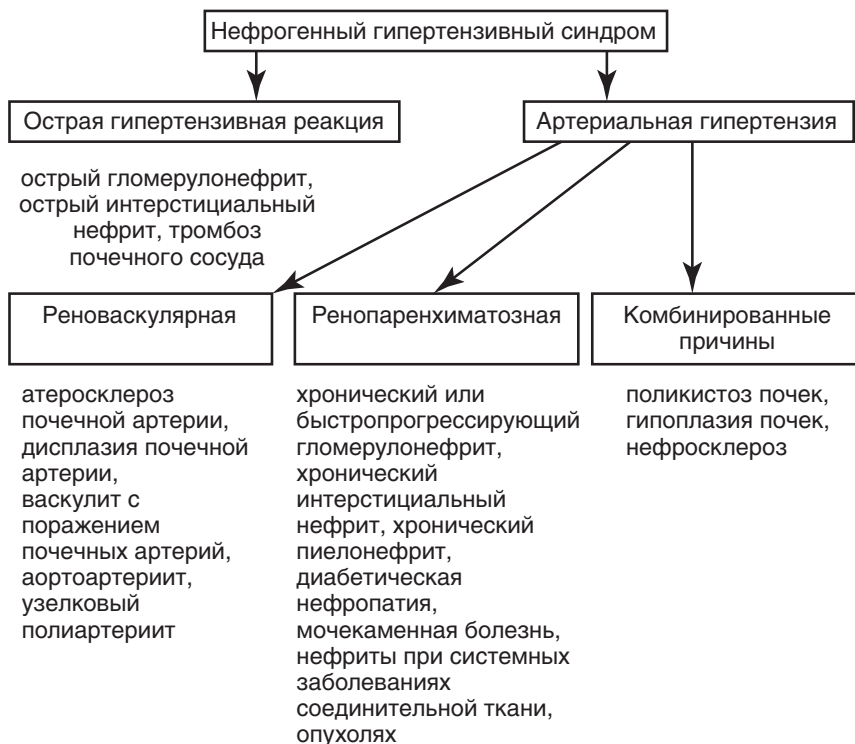 Нефрогенный гипертензивный синдром
Острая гипертензивная реакция
Артериальная гипертензия
острый гломерулонефрит,
острый интерстициальный
нефрит, тромбоз
почечного сосуда
Реноваскулярная
Ренопаренхиматозная
Комбинированные
причины
атеросклероз
почечной артерии,
дисплазия почечной
артерии,
васкулит с
поражением
почечных артерий,
аортоартериит,
узелковый
полиартериит
хронический или
быстропрогрессирующий
гломерулонефрит,
хронический
интерстициальный
нефрит, хронический
пиелонефрит,
диабетическая
нефропатия,
мочекаменная болезнь,
нефриты при системных
заболеваниях
соединительной ткани,
опухолях
поликистоз почек,
гипоплазия почек,
нефросклероз